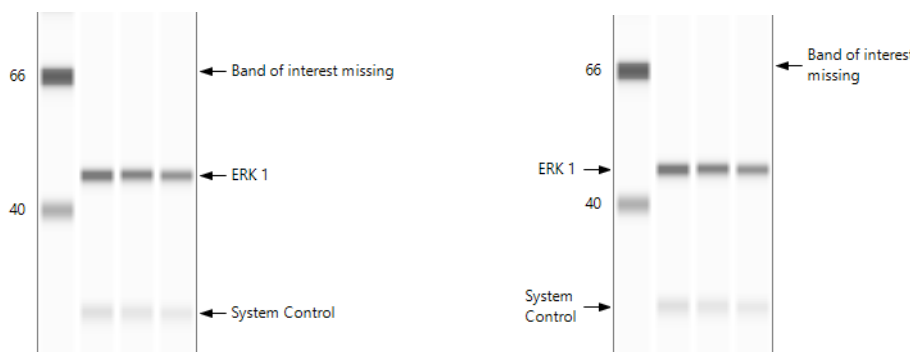 66
Band of interest missing
ERK 1
40
System Control
66
Band of interest
missing
ERK 1
40
System
Control